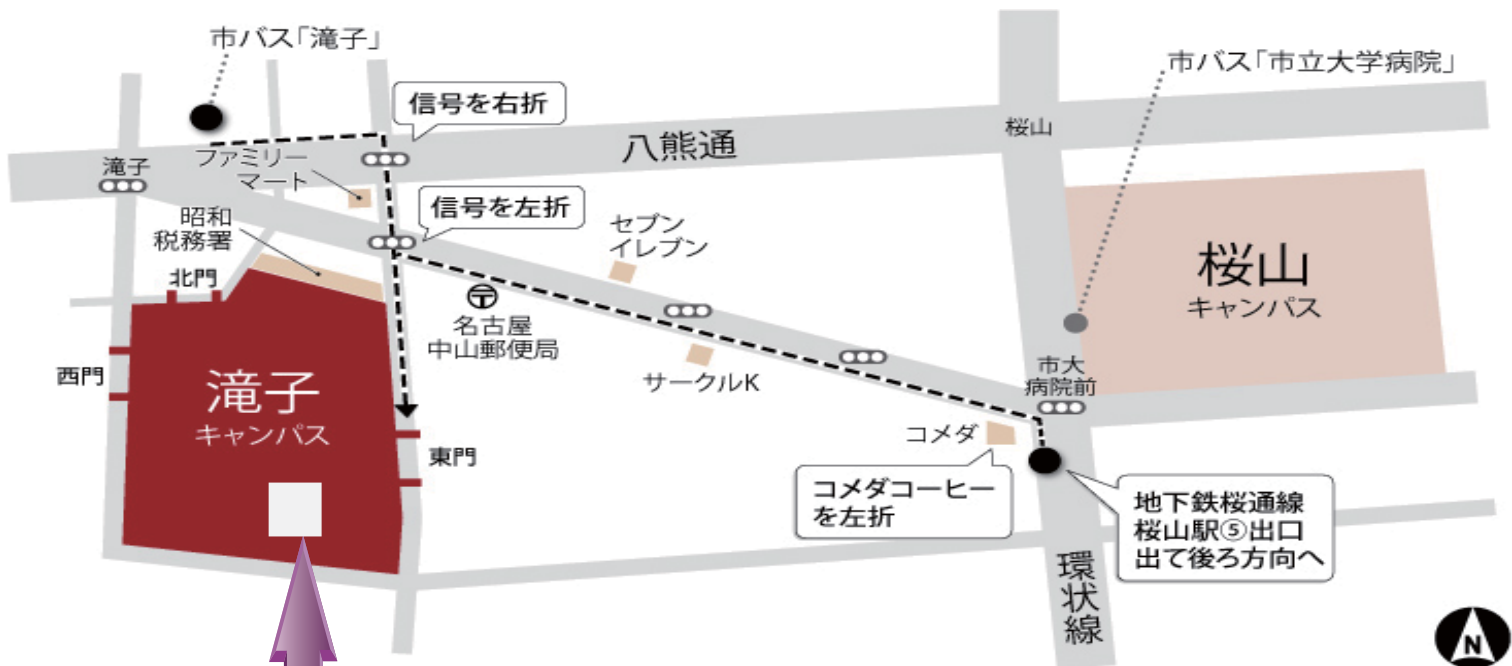 市バス「滝子」
市バス「市立大学病院」
信号を右折
桜山
八熊通
滝子
ファミリー
マート
信号を左折
昭和
税務署
セブン
イレブン
桜山
キャンパス
北門
〒
名古屋
中山郵便局
サークルK
市大
病院前
西門
滝子
キャンパス
コメダ
東門
コメダコーヒー
を左折
地下鉄桜通線
桜山駅⑤出口
出て後ろ方向へ
環状線
N